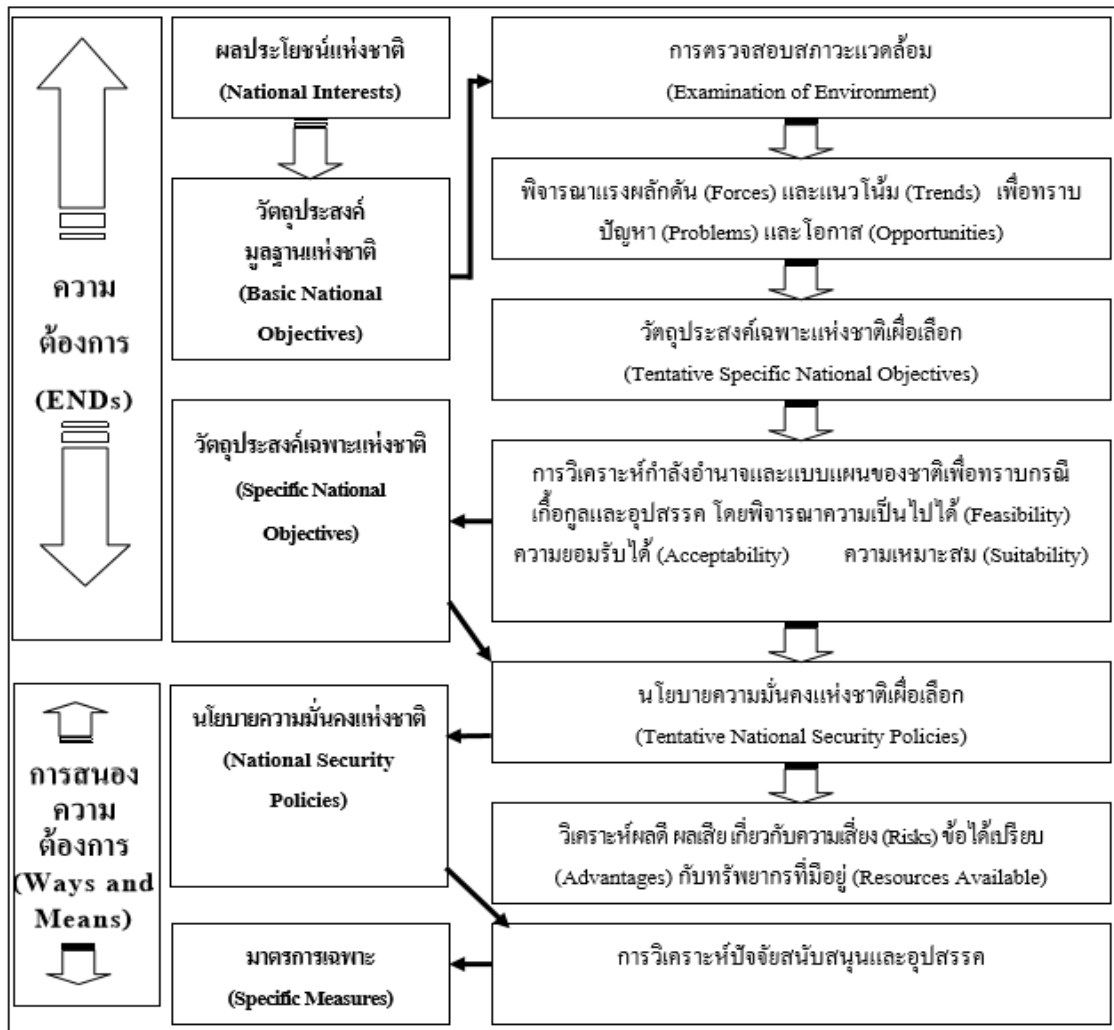 ความ
ต้องการ
(ENDs)
การสนอง
ความ
ต้องการ
(Ways and
Means)
ผลประโยชน์แห่งชาติ
(National Interests)
วัตถุประสงค์
มูลฐานแห่งชาติ
(Basic National
Objectives)
วัตถุประสงค์เฉพาะแห่งชาติ
(Specific National
Objectives)
นโยบายความมั่นคงแห่งชาติ
(National Security
Policies)
มาตรการเฉพาะ
(Specific Measures)
การตรวจสอบสภาวะแวดล้อม
(Examination of Environment)
พิจารณาแรงผลักดัน (Forces) และแนวโน้ม (Trends) เพื่อทราบ
ปัญหา (Problems) และโอกาส (Opportunities)
วัตถุประสงค์เฉพาะแห่งชาติเผื่อเลือก
(Tentative Specific National Objectives)
การวิเคราะห์กำลังอำนาจและแบบแผนของชาติเพื่อทราบกรณี
เกื้อกูลและอุปสรรค โดยพิจารณาความเป็นไปได้ (Feasibility)
ความยอมรับได้ (Acceptability) ความเหมาะสม (Suitability)
นโยบายความมั่นคงแห่งชาติเผื่อเลือก
(Tentative National Security Policies)
วิเคราะห์ผลดี ผลเสีย เกี่ยวกับความเสี่ยง (Risks) ข้อได้เปรียบ
(Advantages) กับทรัพยากรที่มีอยู่ (Resources Available)
การวิเคราะห์ปัจจัยสนับสนุนและอุปสรรค